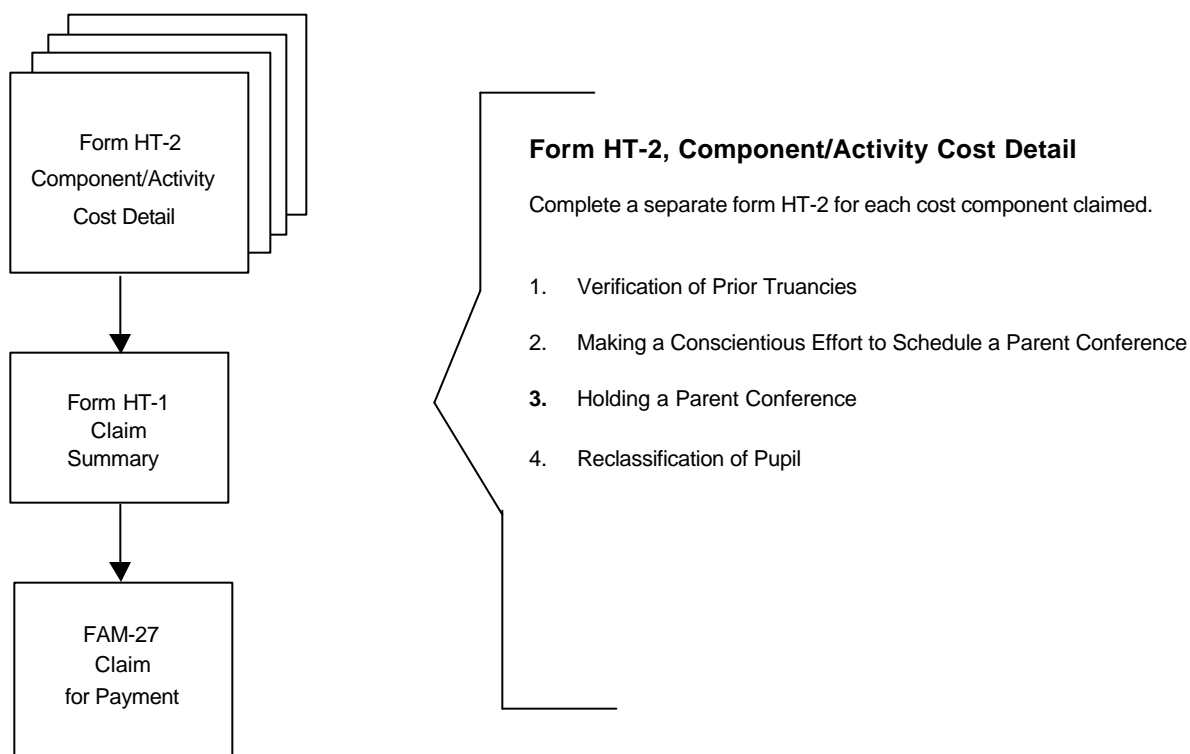 Form HT-2
Component/Activity
Cost Detail
Form HT-1
Claim
Summary
FAM-27
Claim
for Payment
Form HT-2, Component/Activity Cost Detail
Complete a separate form HT-2 for each cost component claimed.
1. Verification of Prior Truancies
2. Making a Conscientious Effort to Schedule a Parent Conference
3. Holding a Parent Conference
4. Reclassification of Pupil